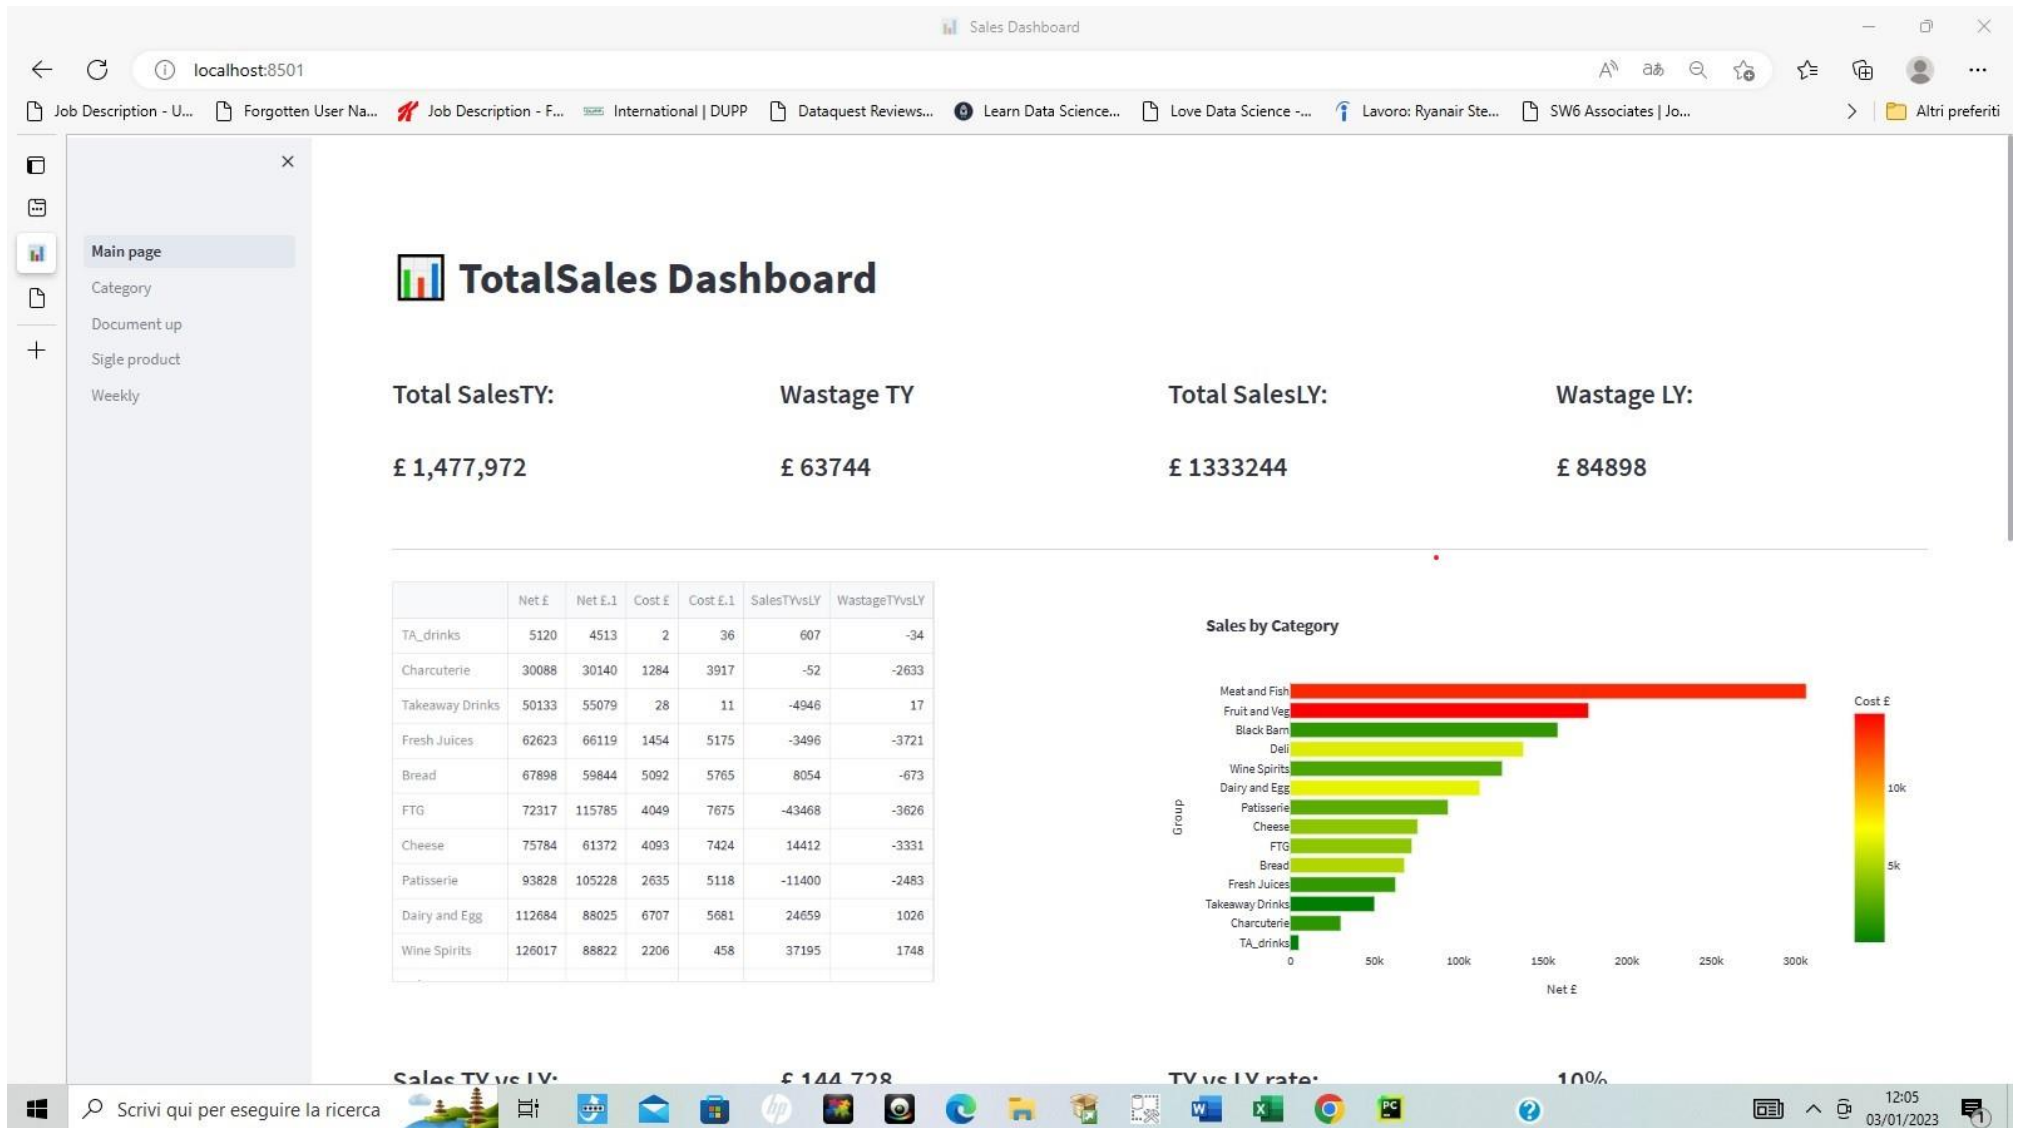 Sales Dashboard
localhost:8501
Job Description - U...
Forgotten User Na...
Job Description - F...
International | DUPP
Dataquest Reviews...
Learn Data Science...
Love Data Science -...
Lavoro: Ryanair Ste...
SW6 Associates | Jo...
Altri preferiti
Main page
Category
Document up
Sigle product
Weekly
TotalSales Dashboard
Total SalesTY: Wastage TY Total SalesLY: Wastage LY:
£ 1,477,972 £ 63744 £ 1333244 £ 84898
Net £ Net £.1 Cost £ Cost £.1 SalesTYvsLY WastageTYvsLY
TA_drinks 5120 4513 2 36 607 -34
Charcuterie 30088 30140 1284 3917 -52 -2633
Takeaway Drinks 50133 55079 28 11 -4946 17
Fresh Juices 62623 66119 1454 5175 -3496 -3721
Bread 67898 59844 5092 5765 8054 -673
FTG 72317 115785 4049 7675 -43468 -3626
Cheese 75784 61372 4093 7424 14412 -3331
Patisserie 93828 105228 2635 5118 -11400 -2483
Dairy and Egg 112684 88025 6707 5681 24659 1026
Wine Spirits 126017 88822 2206 458 37195 1748
Sales by Category
Group
Meat and Fish
Fruit and Veg
Black Barn
Deli
Wine Spirits
Dairy and Egg
Patisserie
Cheese
FTG
Bread
Fresh Juices
Takeaway Drinks
Charcuterie
TA_drinks
0 50k 100k 150k 200k 250k 300k
Net £
Cost £
10k
5k
Sales TY vs LY: £ 144,728 TY vs LY rate: 10%
Scrivi qui per eseguire la ricerca
12:05
03/01/2023